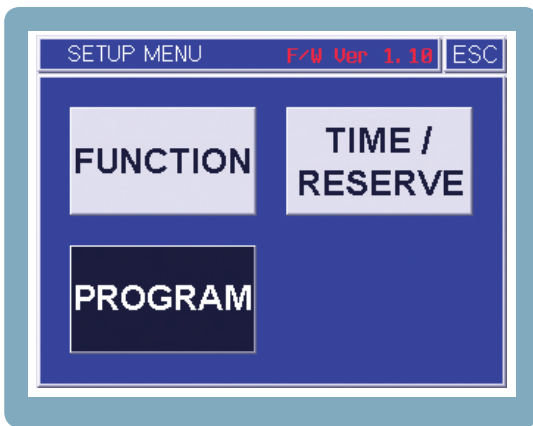 SETUP MENU F/W Ver 1.10 ESC
FUNCTION
TIME /
RESERVE
PROGRAM